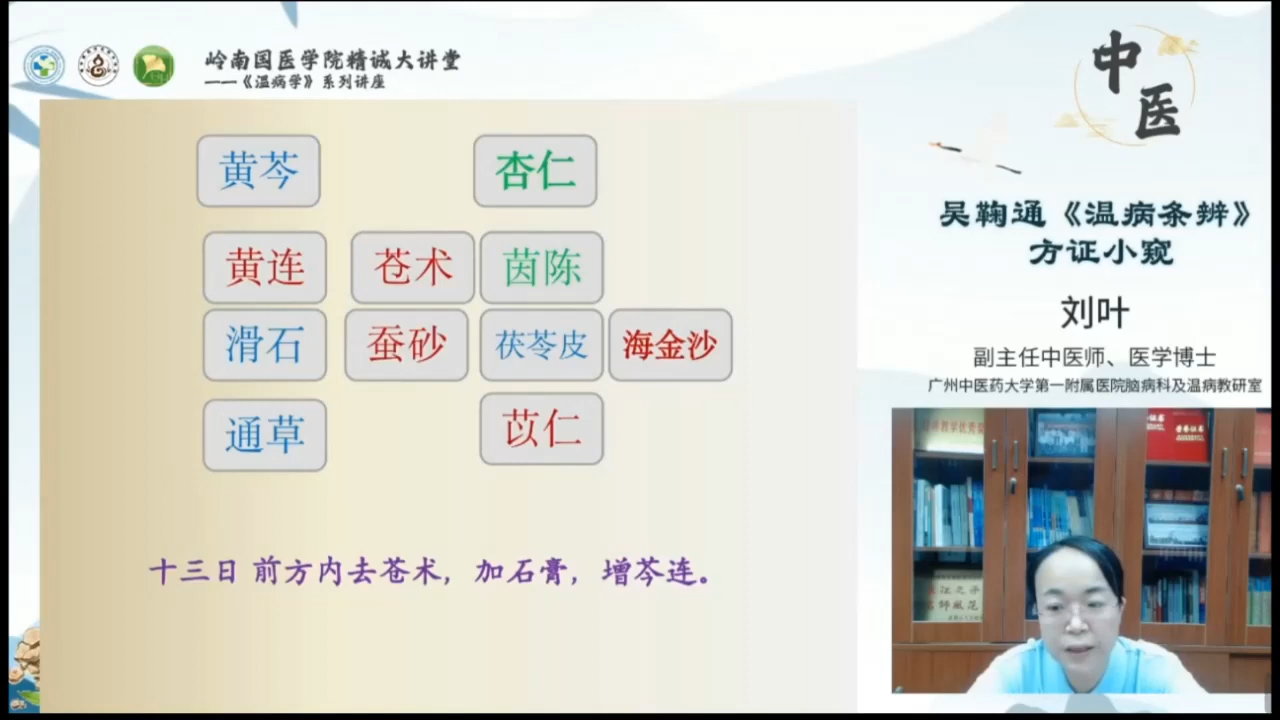 岭南国医学院精诚大讲堂
——《温病学》系列讲座
中医
黄芩 杏仁
黄连 苍术 茵陈
滑石 蚕砂 茯苓皮 海金沙
通草 苡仁
十三日 前方内去苍术，加石膏，增芩连。
吴鞠通《温病条辨》
方证小窥
刘叶
副主任中医师、医学博士
广州中医药大学第一附属医院脑病科及温病教研室